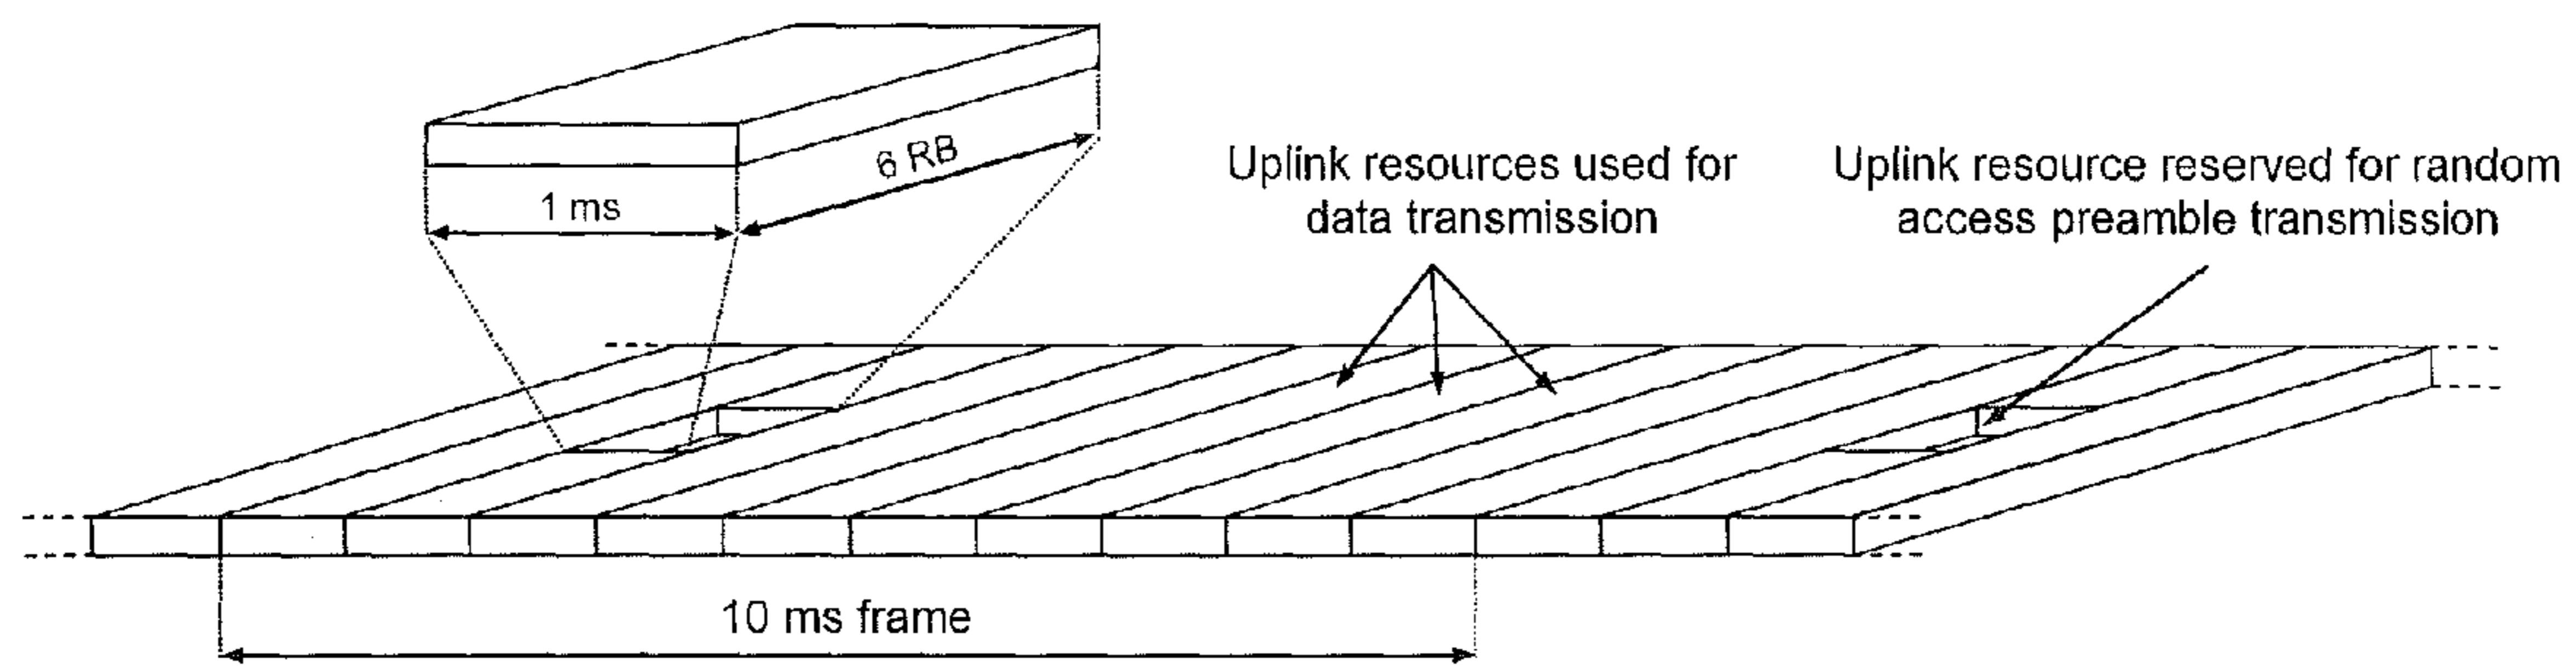 6 RB
1 ms
Uplink resources used for
data transmission
Uplink resource reserved for random
access preamble transmission
10 ms frame